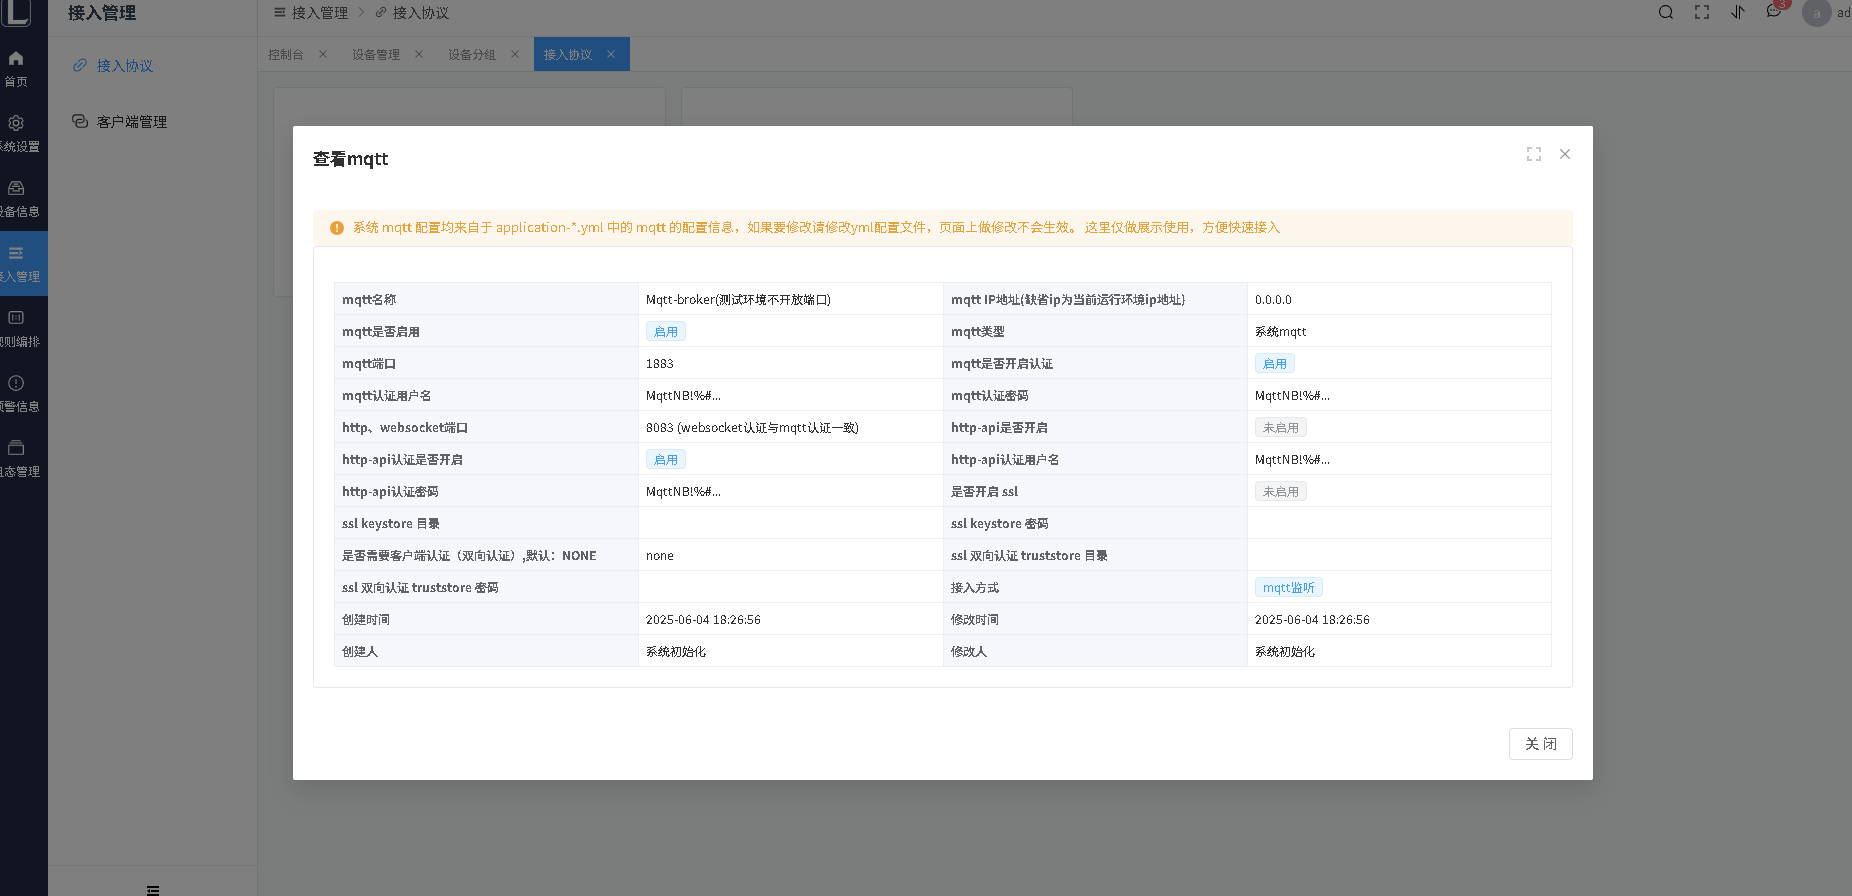 接入管理
接入管理 > 接入协议
3
a
ad
控制台 × 设备管理 × 设备分组 × 接入协议 ×
首页
系统设置
设备信息
接入管理
规则编排
预警信息
组态管理
接入协议
客户端管理
查看mqtt
系统 mqtt 配置均来自于 application-*.yml 中的 mqtt 的配置信息，如果要修改请修改yml配置文件，页面上做修改不会生效。 这里仅做展示使用，方便快速接入
mqtt名称 Mqtt-broker(测试环境不开放端口) mqtt IP地址{缺省ip为当前运行环境ip地址} 0.0.0.0
mqtt是否启用 启用 mqtt类型 系统mqtt
mqtt端口 1883 mqtt是否开启认证 启用
mqtt认证用户名 MqttNB!%#... mqtt认证密码 MqttNB!%#...
http、websocket端口 8083 (websocket认证与mqtt认证一致) http-api是否开启 未启用
http-api认证是否开启 启用 http-api认证用户名 MqttNB!%#...
http-api认证密码 MqttNB!%#... 是否开启 ssl 未启用
ssl keystore 目录 ssl keystore 密码
是否需要客户端认证（双向认证）,默认：NONE none ssl 双向认证 truststore 目录
ssl 双向认证 truststore 密码 接入方式 mqtt监听
创建时间 2025-06-04 18:26:56 修改时间 2025-06-04 18:26:56
创建人 系统初始化 修改人 系统初始化
关 闭